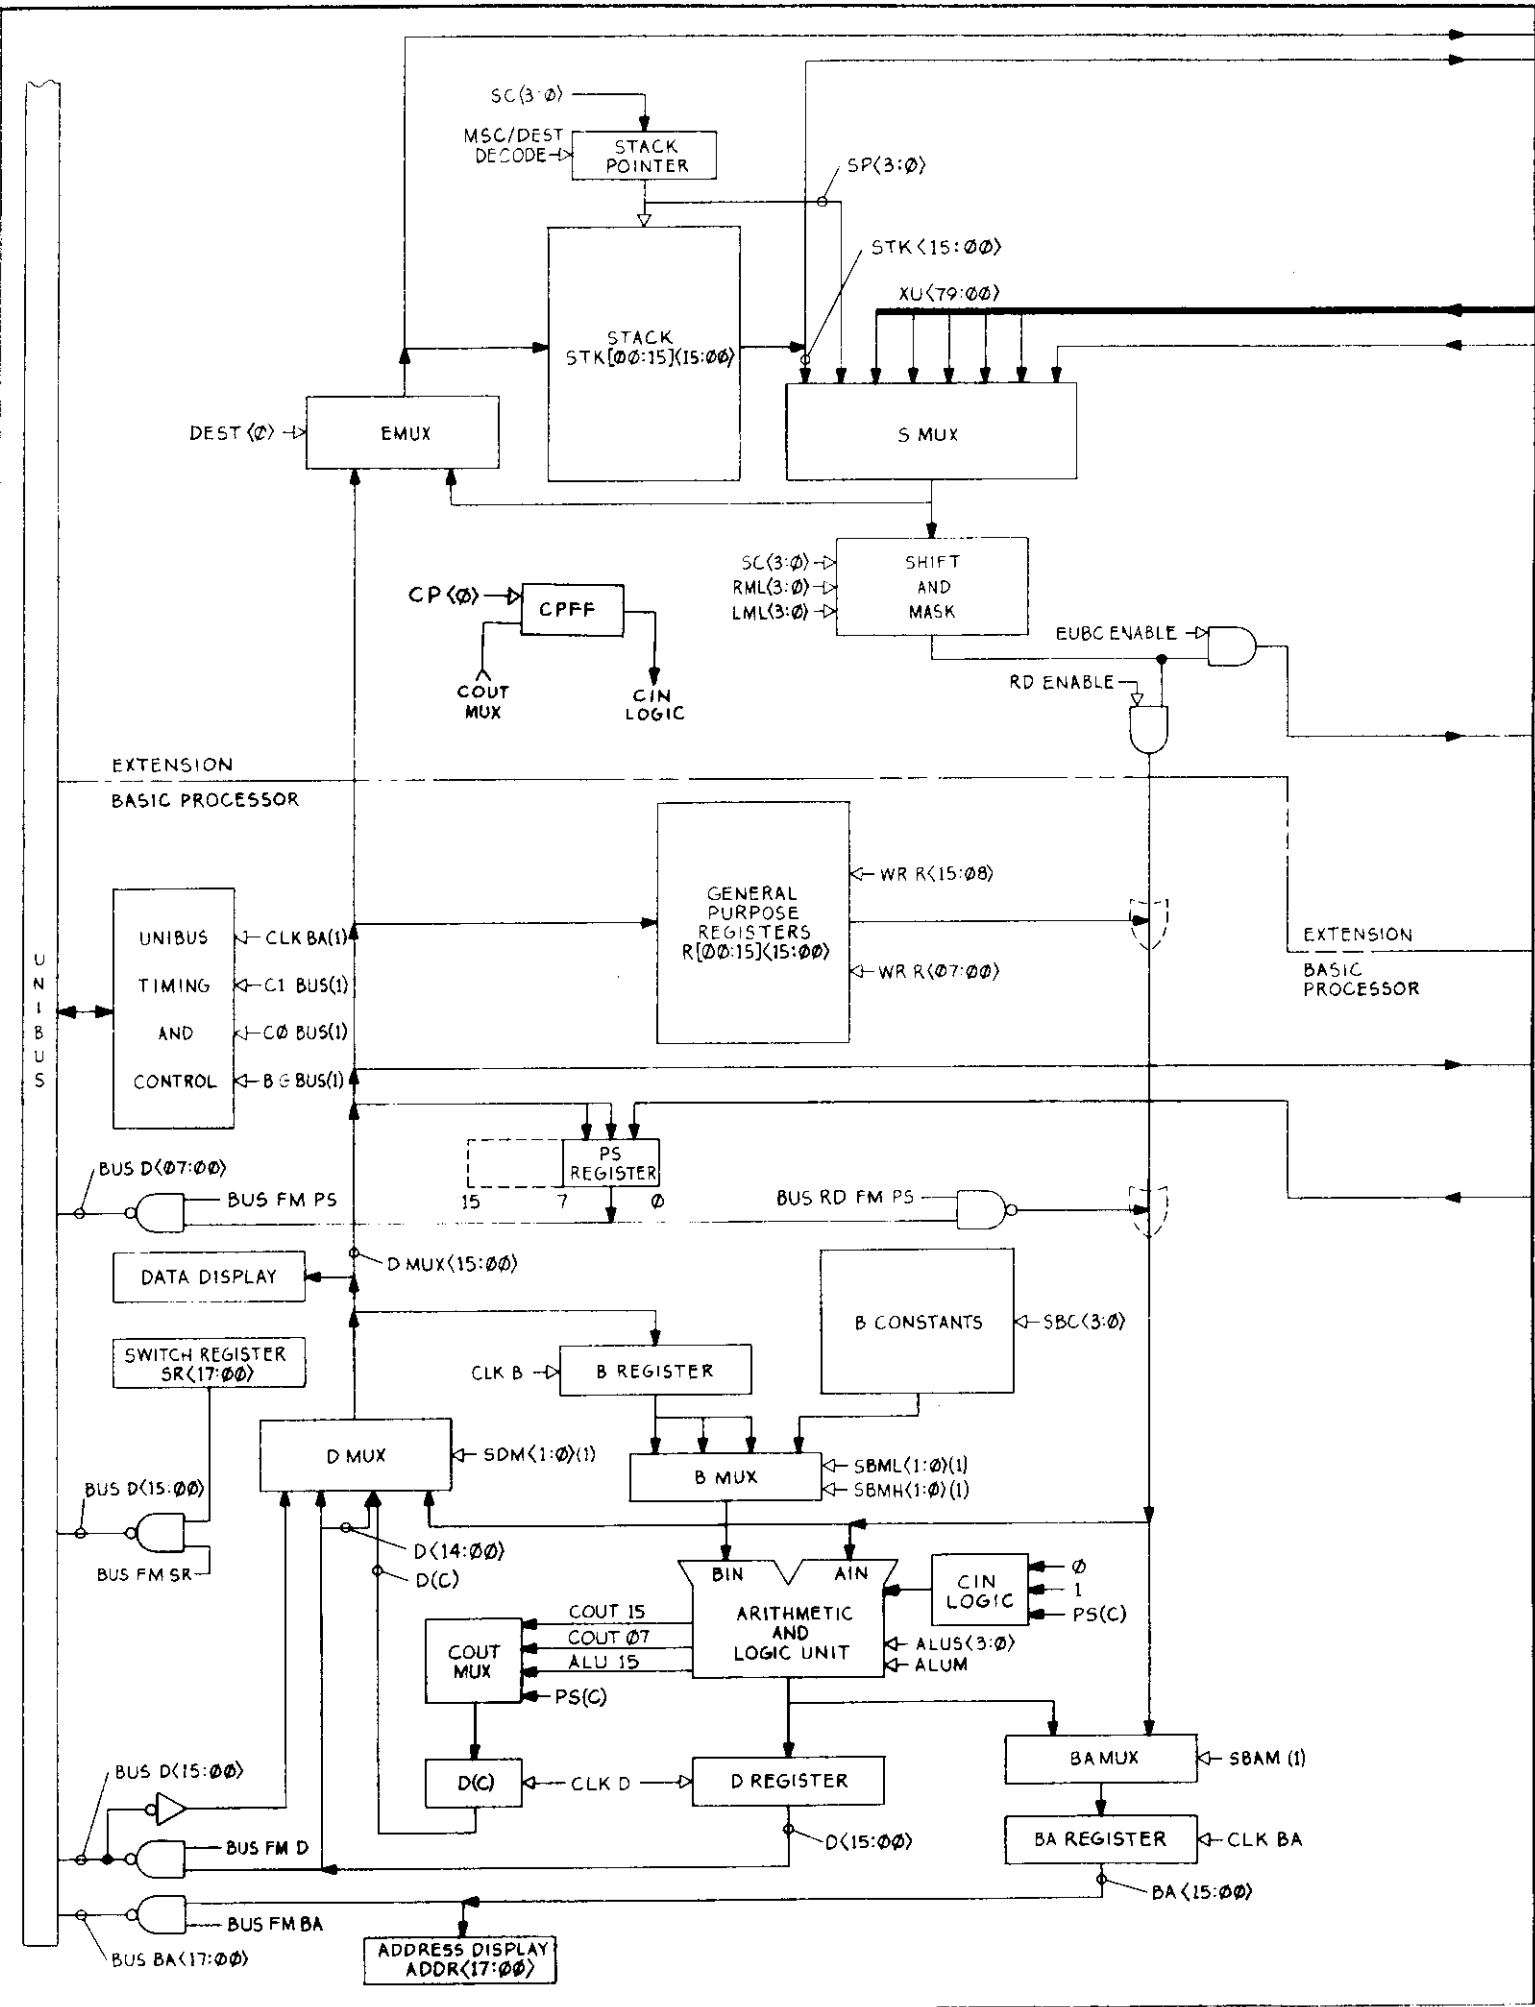 SC⟨3:Ø⟩
MSC/DEST
DECODE
STACK
POINTER
SP⟨3:Ø⟩
STK⟨15:ØØ⟩
XU⟨79:ØØ⟩
STACK
STK[ØØ:15]⟨15:ØØ⟩
DEST⟨Ø⟩
EMUX
S MUX
SC⟨3:Ø⟩
RML⟨3:Ø⟩
LML⟨3:Ø⟩
SHIFT
AND
MASK
CP⟨Ø⟩
CPFF
COUT
MUX
CIN
LOGIC
EUBC ENABLE
RD ENABLE
EXTENSION
BASIC PROCESSOR
GENERAL
PURPOSE
REGISTERS
R[ØØ:15]⟨15:ØØ⟩
WR R⟨15:Ø8⟩
WR R⟨Ø7:ØØ⟩
EXTENSION
BASIC
PROCESSOR
UNIBUS
UNIBUS
TIMING
AND
CONTROL
CLK BA(1)
C1 BUS(1)
CØ BUS(1)
BG BUS(1)
BUS D⟨Ø7:ØØ⟩
BUS FM PS
PS
REGISTER
15
7
Ø
BUS RD FM PS
D MUX⟨15:ØØ⟩
DATA DISPLAY
B CONSTANTS
SBC⟨3:Ø⟩
SWITCH REGISTER
SR⟨17:ØØ⟩
CLK B
B REGISTER
D MUX
SDM⟨1:Ø⟩(1)
B MUX
SBML⟨1:Ø⟩(1)
SBMH⟨1:Ø⟩(1)
BUS D⟨15:ØØ⟩
BUS FM SR
D⟨14:ØØ⟩
D(C)
BIN
AIN
ARITHMETIC
AND
LOGIC UNIT
CIN
LOGIC
Ø
1
PS(C)
ALUS⟨3:Ø⟩
ALUM
COUT 15
COUT Ø7
ALU 15
PS(C)
COUT
MUX
D(C)
CLK D
D REGISTER
D⟨15:ØØ⟩
BA MUX
SBAM (1)
BA REGISTER
CLK BA
BA⟨15:ØØ⟩
BUS D⟨15:ØØ⟩
BUS FM D
BUS FM BA
BUS BA⟨17:ØØ⟩
ADDRESS DISPLAY
ADDR⟨17:ØØ⟩